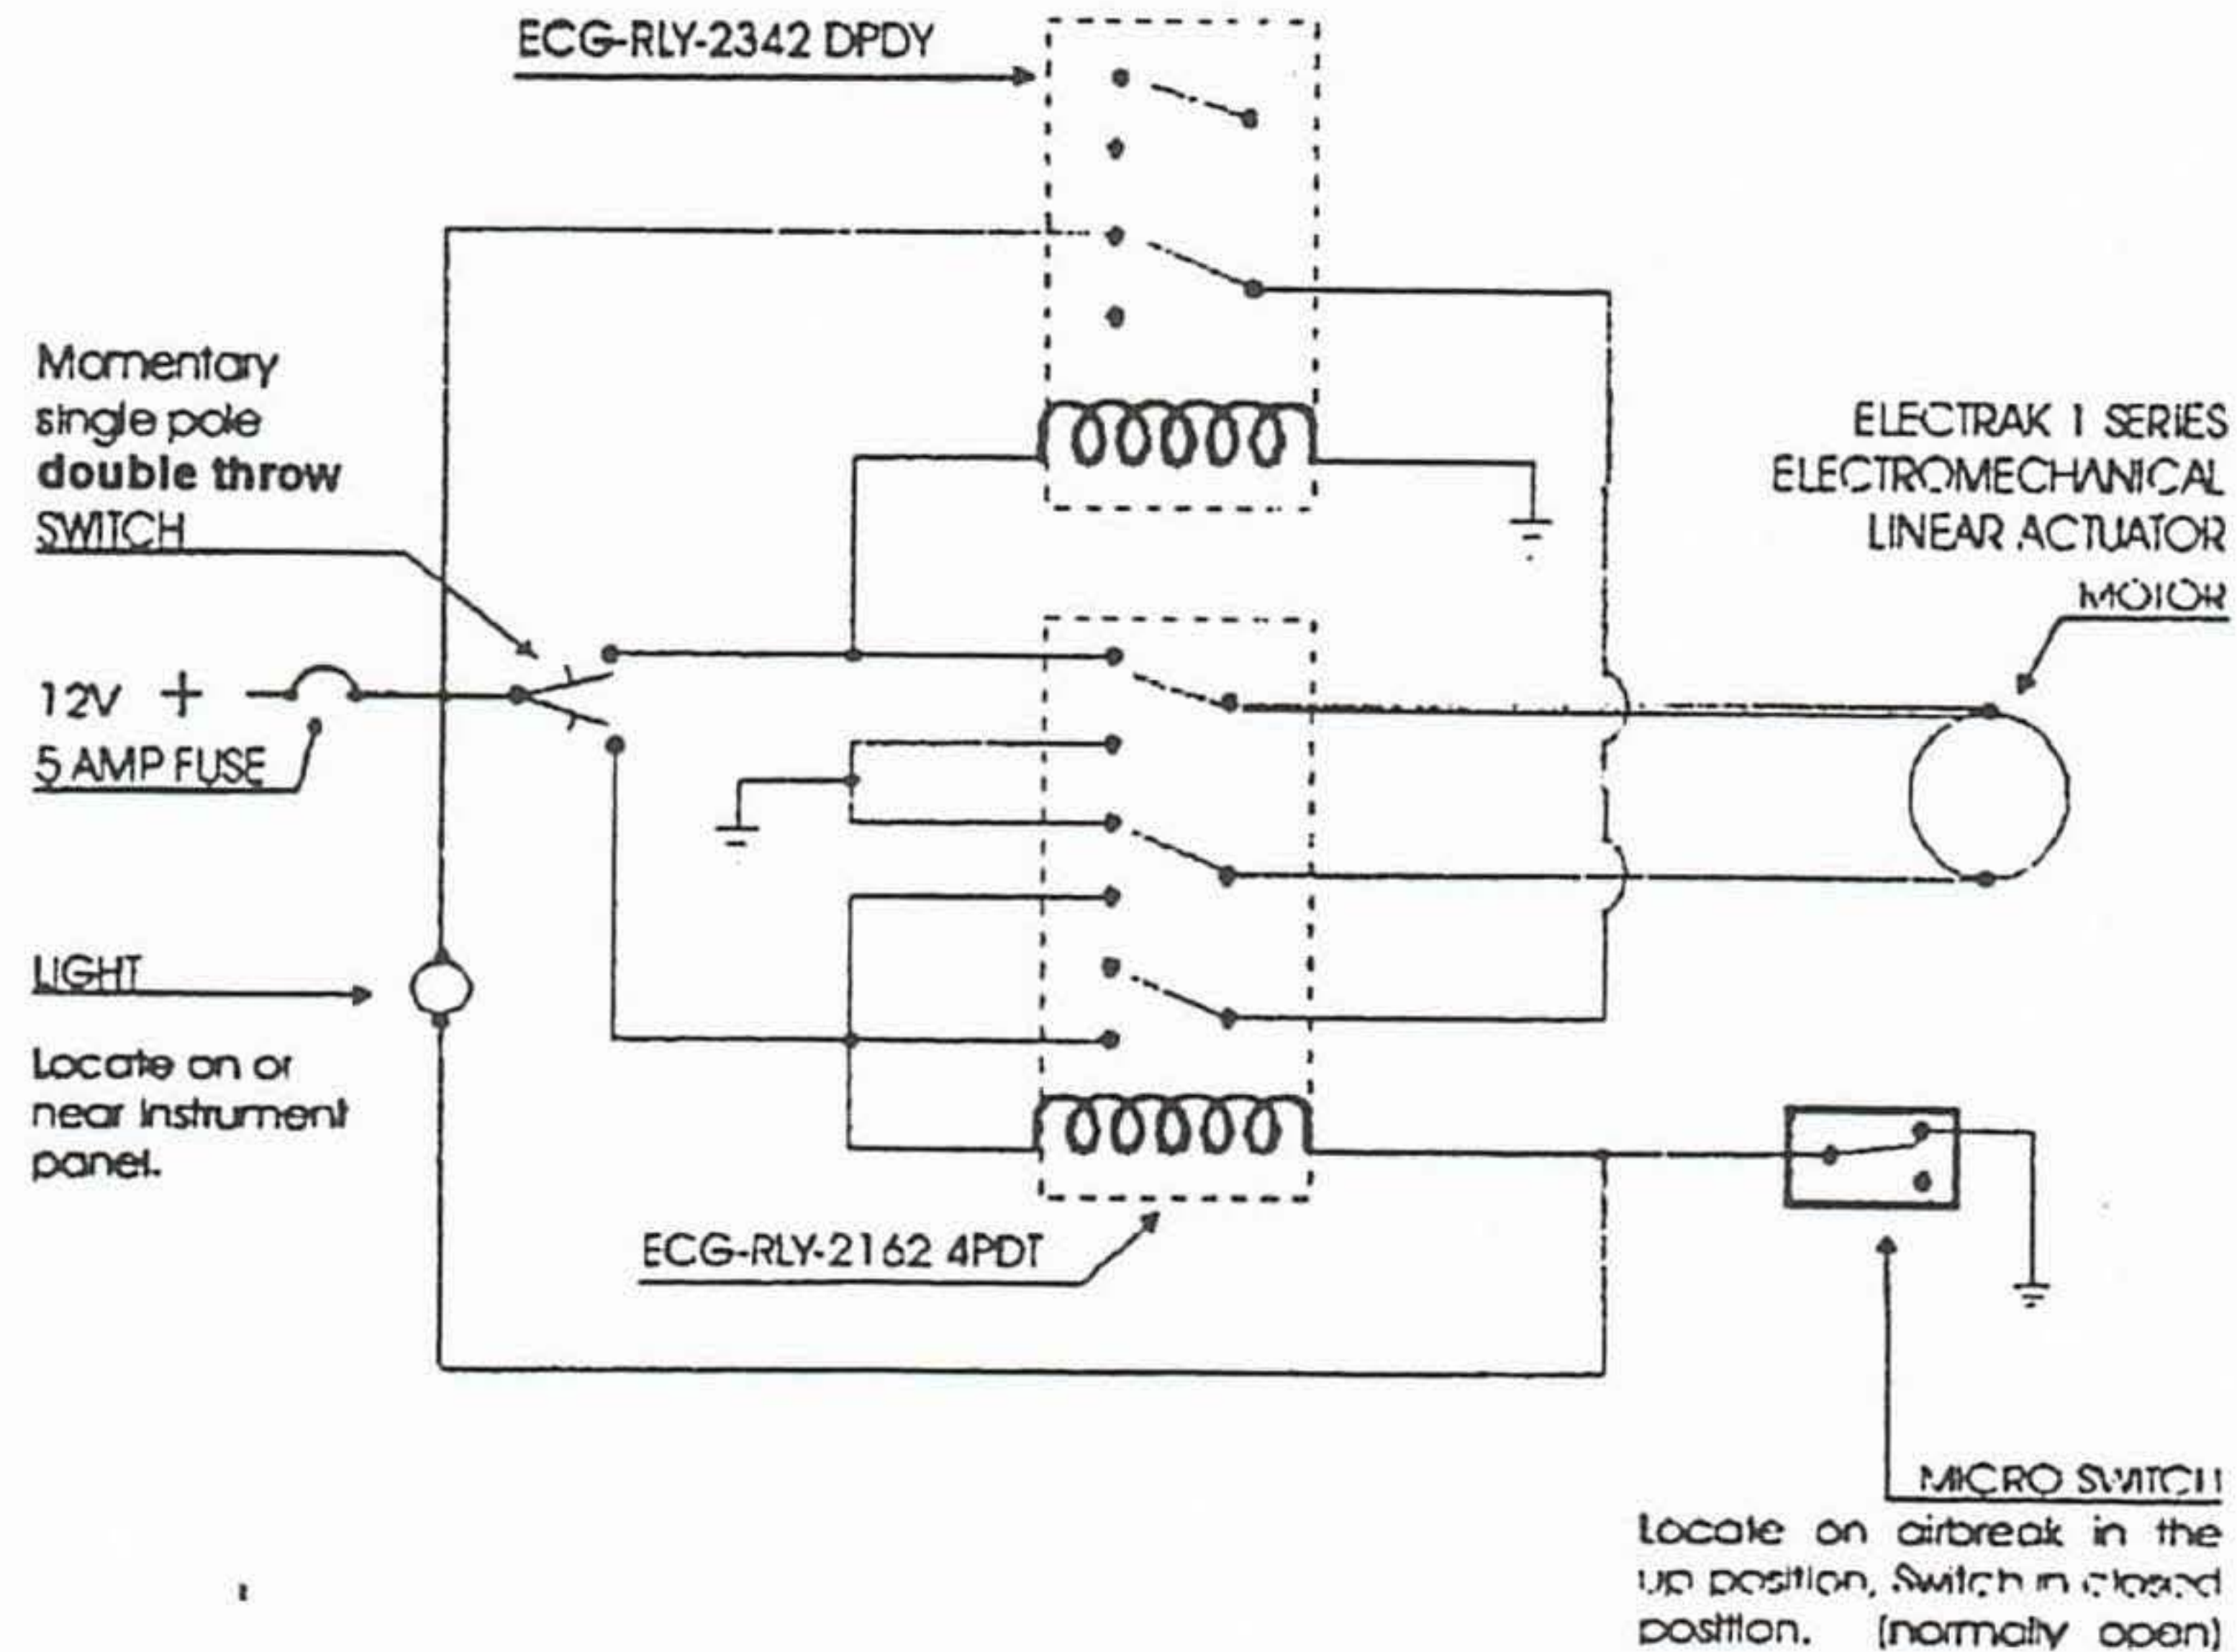 ECG-RLY-2342 DPDY
Momentary
single pole
double throw
SWITCH
12V +
5 AMP FUSE
LIGHT
Locate on or
near instrument
panel.
ELECTRAK 1 SERIES
ELECTROMECHANICAL
LINEAR ACTUATOR
MOTOR
ECG-RLY-2162 4PDT
MICRO SWITCH
Locate on airbreak in the
up position, Switch in closed
position. (normally open)